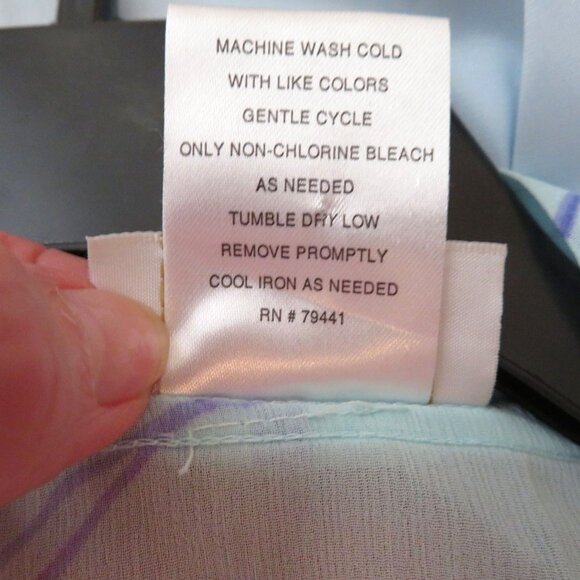 MACHINE WASH COLD
WITH LIKE COLORS
GENTLE CYCLE
ONLY NON-CHLORINE BLEACH
AS NEEDED
TUMBLE DRY LOW
REMOVE PROMPTLY
COOL IRON AS NEEDED
RN # 79441